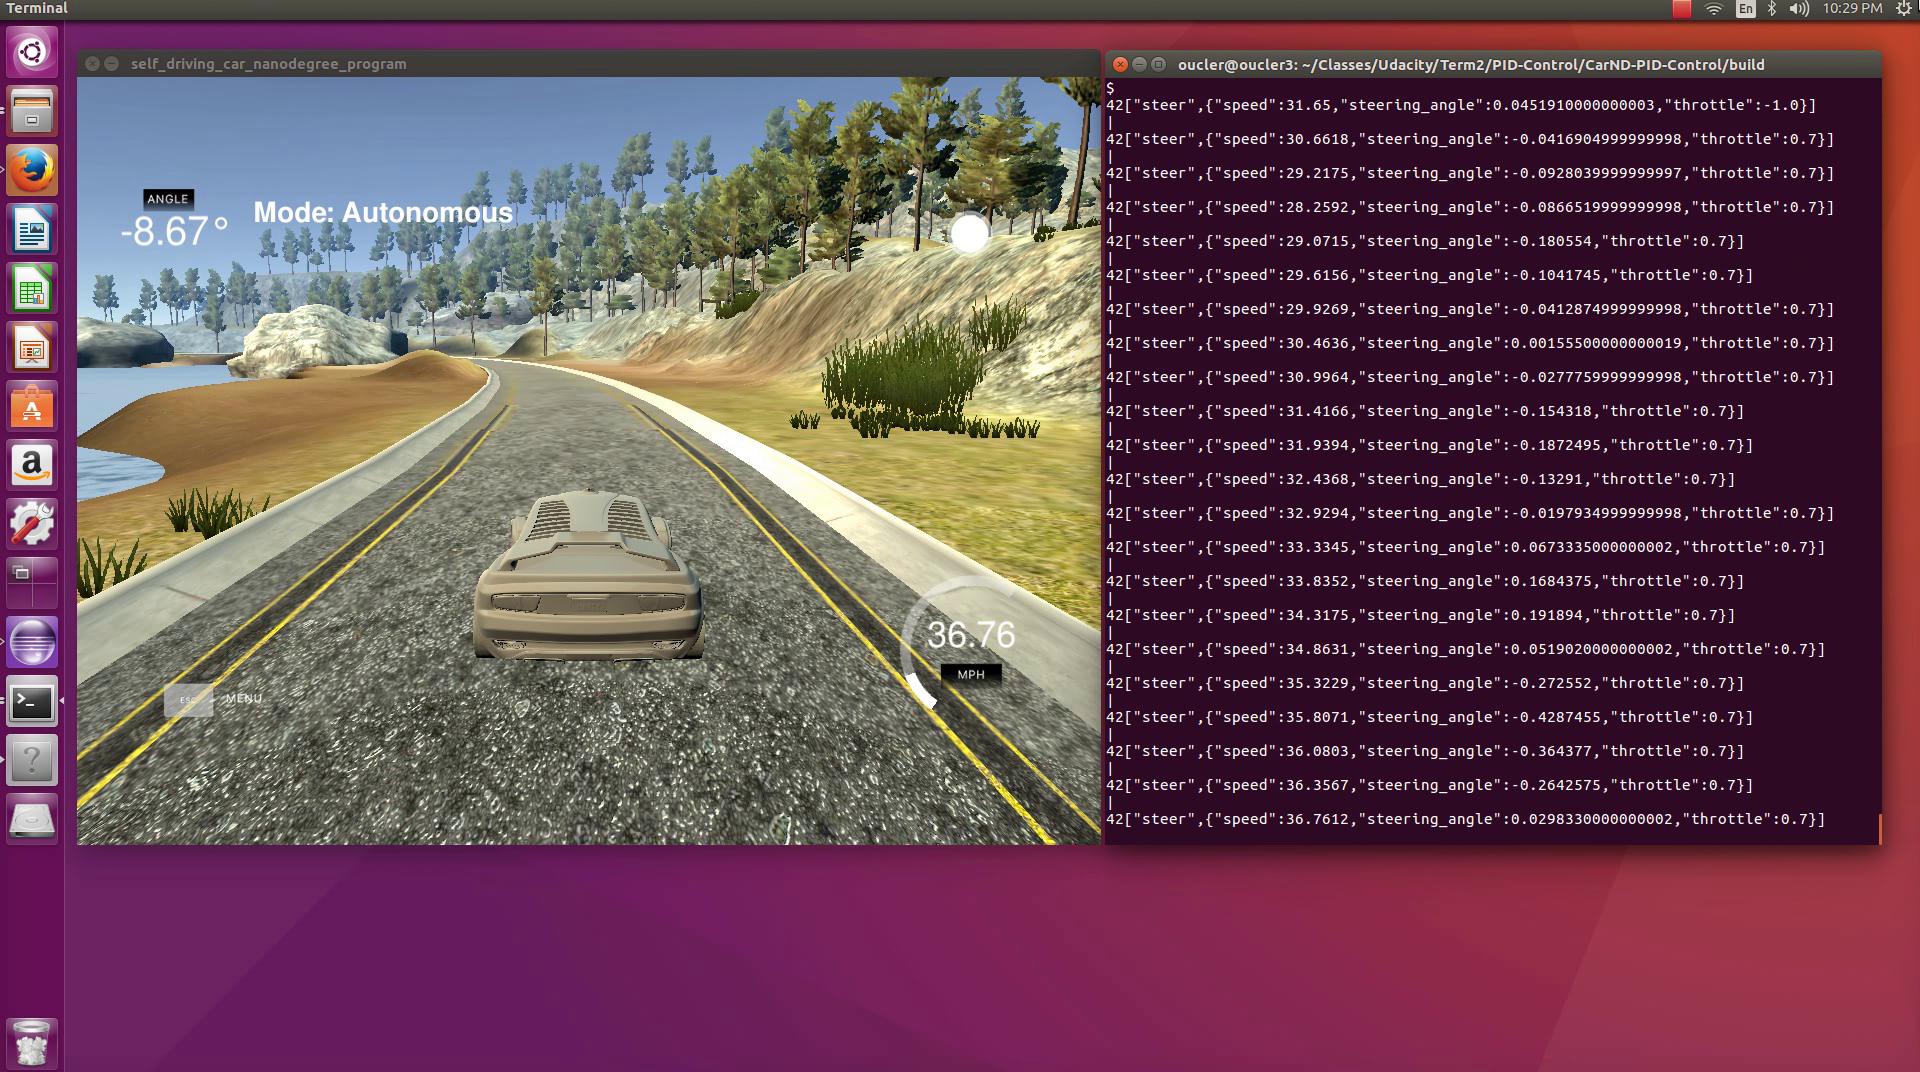 Terminal
En
10:29 PM
self_driving_car_nanodegree_program
ANGLE
-8.67°
Mode: Autonomous
36.76
MPH
ESC
MENU
oucler@oucler3: ~/Classes/Udacity/Term2/PID-Control/CarND-PID-Control/build
$
42["steer",{"speed":31.65,"steering_angle":0.0451910000000003,"throttle":-1.0}]
|
42["steer",{"speed":30.6618,"steering_angle":-0.0416904999999998,"throttle":0.7}]
|
42["steer",{"speed":29.2175,"steering_angle":-0.0928039999999997,"throttle":0.7}]
|
42["steer",{"speed":28.2592,"steering_angle":-0.0866519999999998,"throttle":0.7}]
|
42["steer",{"speed":29.0715,"steering_angle":-0.180554,"throttle":0.7}]
|
42["steer",{"speed":29.6156,"steering_angle":-0.1041745,"throttle":0.7}]
|
42["steer",{"speed":29.9269,"steering_angle":-0.0412874999999998,"throttle":0.7}]
|
42["steer",{"speed":30.4636,"steering_angle":0.00155500000000019,"throttle":0.7}]
|
42["steer",{"speed":30.9964,"steering_angle":-0.0277759999999998,"throttle":0.7}]
|
42["steer",{"speed":31.4166,"steering_angle":-0.154318,"throttle":0.7}]
|
42["steer",{"speed":31.9394,"steering_angle":-0.1872495,"throttle":0.7}]
|
42["steer",{"speed":32.4368,"steering_angle":-0.13291,"throttle":0.7}]
|
42["steer",{"speed":32.9294,"steering_angle":-0.0197934999999998,"throttle":0.7}]
|
42["steer",{"speed":33.3345,"steering_angle":0.0673335000000002,"throttle":0.7}]
|
42["steer",{"speed":33.8352,"steering_angle":0.1684375,"throttle":0.7}]
|
42["steer",{"speed":34.3175,"steering_angle":0.191894,"throttle":0.7}]
|
42["steer",{"speed":34.8631,"steering_angle":0.0519020000000002,"throttle":0.7}]
|
42["steer",{"speed":35.3229,"steering_angle":-0.272552,"throttle":0.7}]
|
42["steer",{"speed":35.8071,"steering_angle":-0.4287455,"throttle":0.7}]
|
42["steer",{"speed":36.0803,"steering_angle":-0.364377,"throttle":0.7}]
|
42["steer",{"speed":36.3567,"steering_angle":-0.2642575,"throttle":0.7}]
|
42["steer",{"speed":36.7612,"steering_angle":0.0298330000000002,"throttle":0.7}]